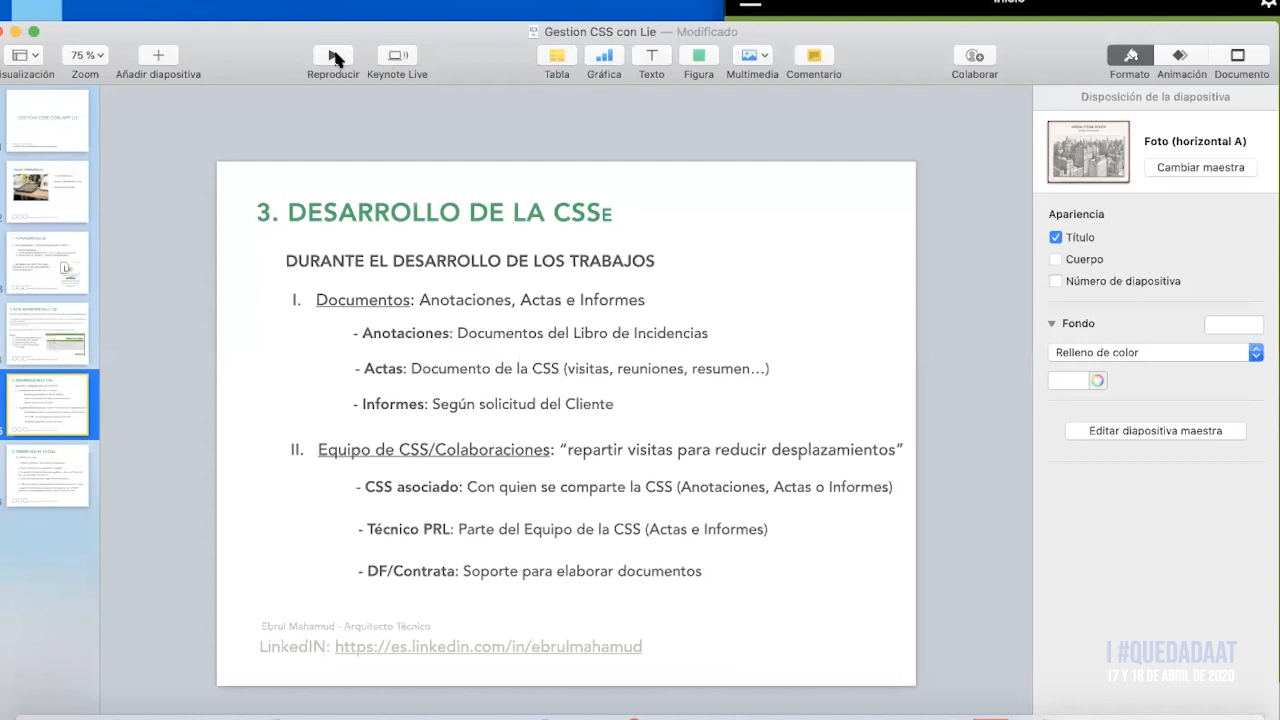 Inicio
Gestion CSS con Lie — Modificado
75 %
Visualización
Zoom
Añadir diapositiva
Reproducir
Keynote Live
Tabla
Gráfica
Texto
Figura
Multimedia
Comentario
Colaborar
Formato
Animación
Documento
Disposición de la diapositiva
Foto (horizontal A)
Cambiar maestra
Apariencia
Título
Cuerpo
Número de diapositiva
Fondo
Relleno de color
Editar diapositiva maestra
3. DESARROLLO DE LA CSSE
DURANTE EL DESARROLLO DE LOS TRABAJOS
I. Documentos: Anotaciones, Actas e Informes
- Anotaciones: Documentos del Libro de Incidencias
- Actas: Documento de la CSS (visitas, reuniones, resumen...)
- Informes: Según solicitud del Cliente
II. Equipo de CSS/Colaboraciones: “repartir visitas para reducir desplazamientos”
- CSS asociado: Con quien se comparte la CSS (Anotaciones, Actas o Informes)
- Técnico PRL: Parte del Equipo de la CSS (Actas e Informes)
- DF/Contrata: Soporte para elaborar documentos
Ebrul Mahamud - Arquitecto Técnico
LinkedIN: https://es.linkedin.com/in/ebrulmahamud
I #QUEDADAAT
17 Y 18 DE ABRIL DE 2020